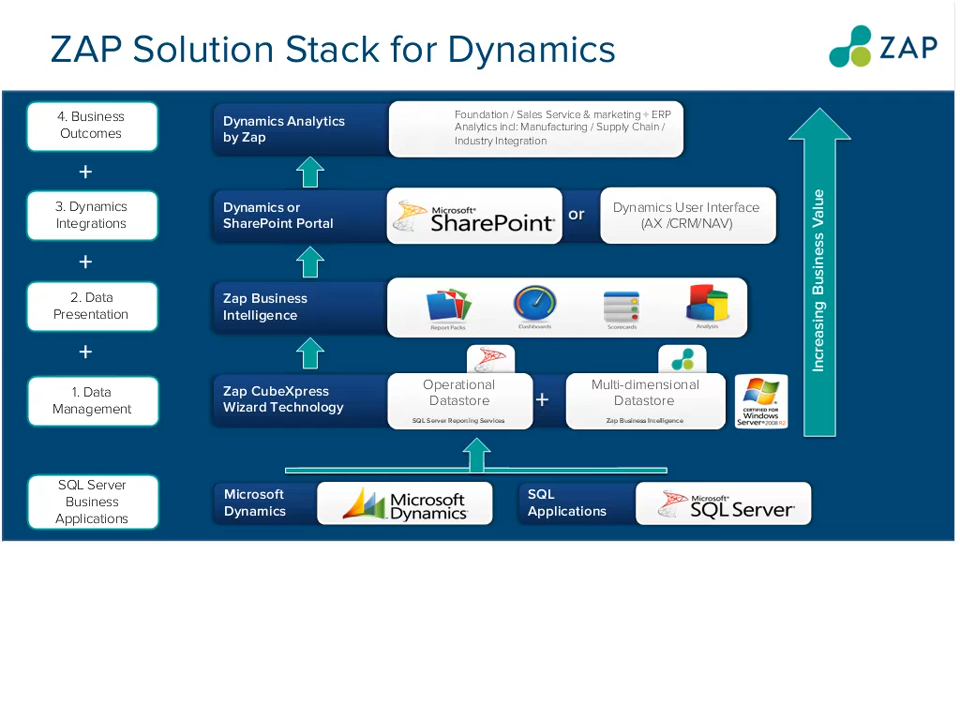 ZAP Solution Stack for Dynamics
ZAP
4. Business
Outcomes
Dynamics Analytics
by Zap
Foundation / Sales Service & marketing + ERP
Analytics incl: Manufacturing / Supply Chain /
Industry Integration
+
3. Dynamics
Integrations
Dynamics or
SharePoint Portal
Microsoft®
SharePoint®
or
Dynamics User Interface
(AX /CRM/NAV)
+
2. Data
Presentation
Zap Business
Intelligence
Report Packs
Dashboards
Scorecards
Analysis
+
1. Data
Management
Zap CubeXpress
Wizard Technology
Operational
Datastore
SQL Server Reporting Services
+
Multi-dimensional
Datastore
Zap Business Intelligence
CERTIFIED FOR
Windows
Server®2008 R2
Increasing Business Value
SQL Server
Business
Applications
Microsoft
Dynamics
Microsoft
Dynamics®
SQL
Applications
Microsoft®
SQL Server®